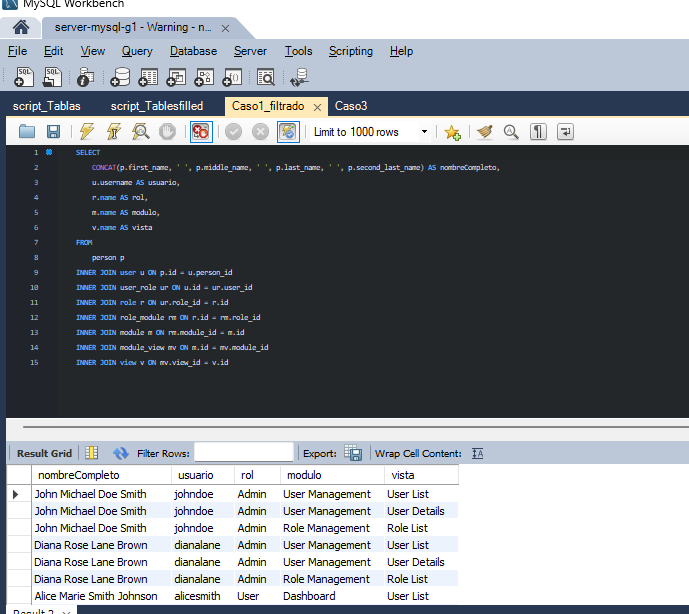 MySQL Workbench
server-mysql-g1 - Warning - n... ×
File Edit View Query Database Server Tools Scripting Help
script_Tablas script_Tablesfilled Caso1_filtrado × Caso3
Limit to 1000 rows
1 SELECT
2 CONCAT(p.first_name, ' ', p.middle_name, ' ', p.last_name, ' ', p.second_last_name) AS nombreCompleto,
3 u.username AS usuario,
4 r.name AS rol,
5 m.name AS modulo,
6 v.name AS vista
7 FROM
8 person p
9 INNER JOIN user u ON p.id = u.person_id
10 INNER JOIN user_role ur ON u.id = ur.user_id
11 INNER JOIN role r ON ur.role_id = r.id
12 INNER JOIN role_module rm ON r.id = rm.role_id
13 INNER JOIN module m ON rm.module_id = m.id
14 INNER JOIN module_view mv ON m.id = mv.module_id
15 INNER JOIN view v ON mv.view_id = v.id
Result Grid Filter Rows: Export: Wrap Cell Content: IA
nombreCompleto usuario rol modulo vista
John Michael Doe Smith johndoe Admin User Management User List
John Michael Doe Smith johndoe Admin User Management User Details
John Michael Doe Smith johndoe Admin Role Management Role List
Diana Rose Lane Brown dianalane Admin User Management User List
Diana Rose Lane Brown dianalane Admin User Management User Details
Diana Rose Lane Brown dianalane Admin Role Management Role List
Alice Marie Smith Johnson alicesmith User Dashboard User List